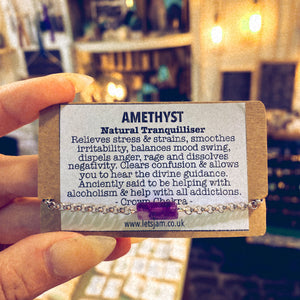 AMETHYST
Natural Tranquilliser
Relieves stress & strains, smoothes
irritability, balances mood swing,
dispels anger, rage and dissolves
negativity. Clears confusion & allows
you to hear the divine guidance.
Anciently said to be helping with
alcoholism & help with all addictions.
- Crown Chakra -
www.letsjam.co.uk